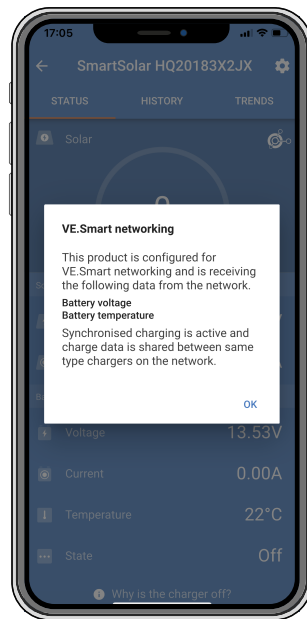 17:05
SmartSolar HQ20183X2JX
STATUS
HISTORY
TRENDS
Solar
VE.Smart networking
This product is configured for
VE.Smart networking and is receiving
the following data from the network.
Battery voltage
Battery temperature
Synchronised charging is active and
charge data is shared between same
type chargers on the network.
OK
Voltage
13.53V
Current
0.00A
Temperature
22°C
State
Off
Why is the charger off?